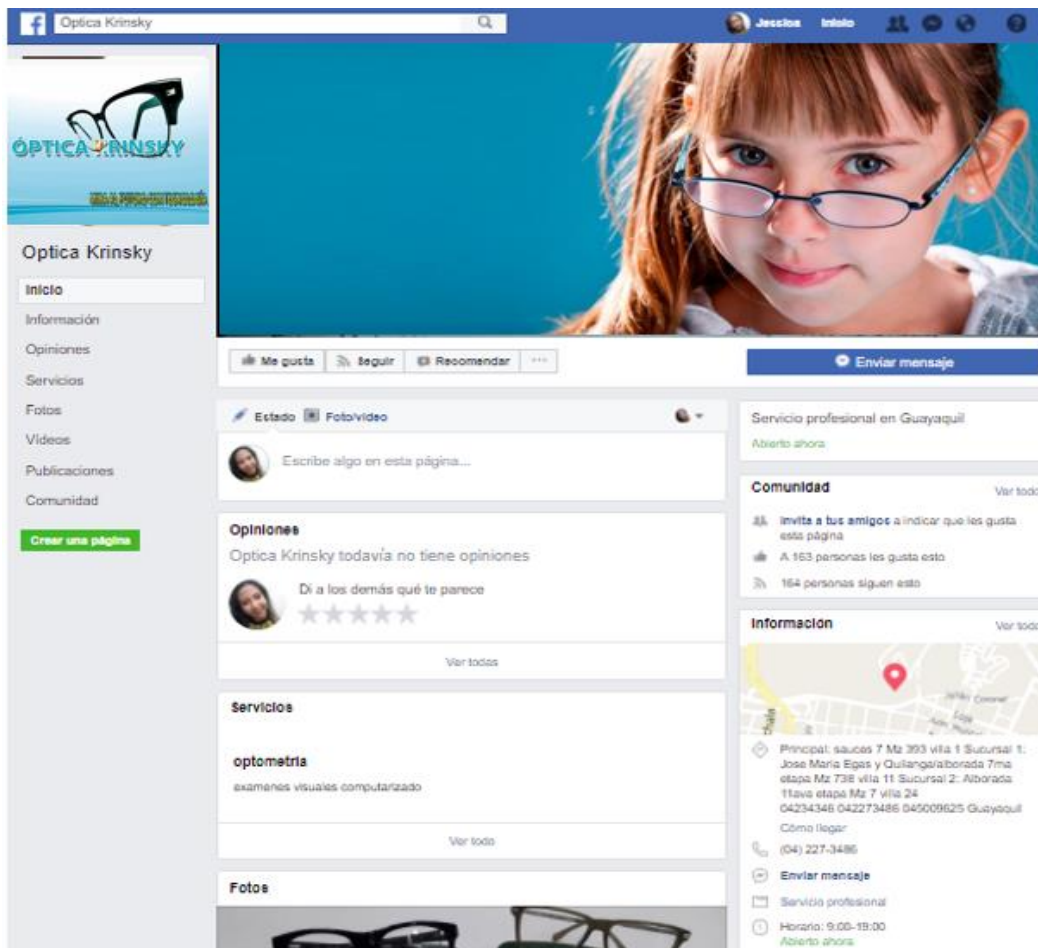 Optica Krinsky
Jessica Inicio
ÓPTICA KRINSKY
Optica Krinsky
Inicio
Información
Opiniones
Servicios
Fotos
Vídeos
Publicaciones
Comunidad
Crear una página
Me gusta Seguir Recomendar ...
Enviar mensaje
Estado Foto/vídeo
Escribe algo en esta página...
Opiniones
Optica Krinsky todavía no tiene opiniones
Di a los demás qué te parece
Ver todas
Servicios
optometria
examenes visuales computarizado
Ver todo
Fotos
Servicio profesional en Guayaquil
Abierto ahora
Comunidad Ver todo
Invita a tus amigos a indicar que les gusta
esta página
A 163 personas les gusta esto
164 personas siguen esto
Información Ver todo
Principal: sauces 7 Mz 393 villa 1 Sucursal 1:
Jose Maria Egas y Quilanga/alborada 7ma
etapa Mz 738 villa 11 Sucursal 2: Alborada
11ava etapa Mz 7 villa 24
04234346 042273486 045009625 Guayaquil
Cómo llegar
(04) 227-3486
Enviar mensaje
Servicio profesional
Horario: 9:00-19:00
Abierto ahora